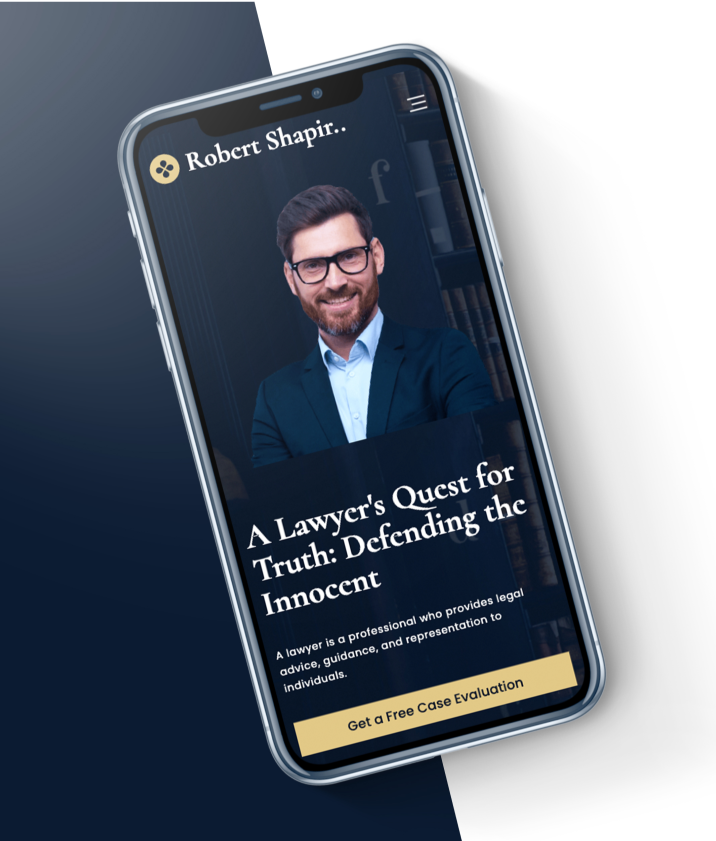 Robert Shapir..
f
A Lawyer's Quest for
Truth: Defending the
Innocent
A lawyer is a professional who provides legal
advice, guidance, and representation to
individuals.
Get a Free Case Evaluation